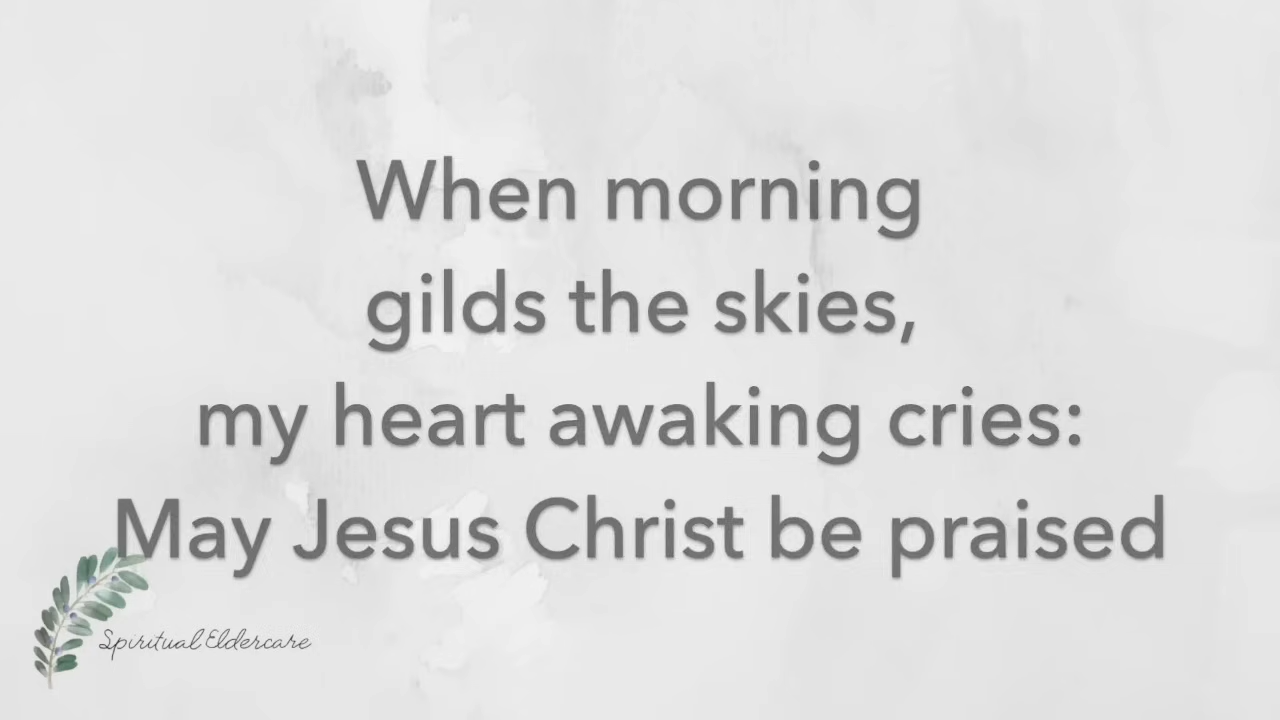 When morning
gilds the skies,
my heart awaking cries:
May Jesus Christ be praised
Spiritual Eldercare